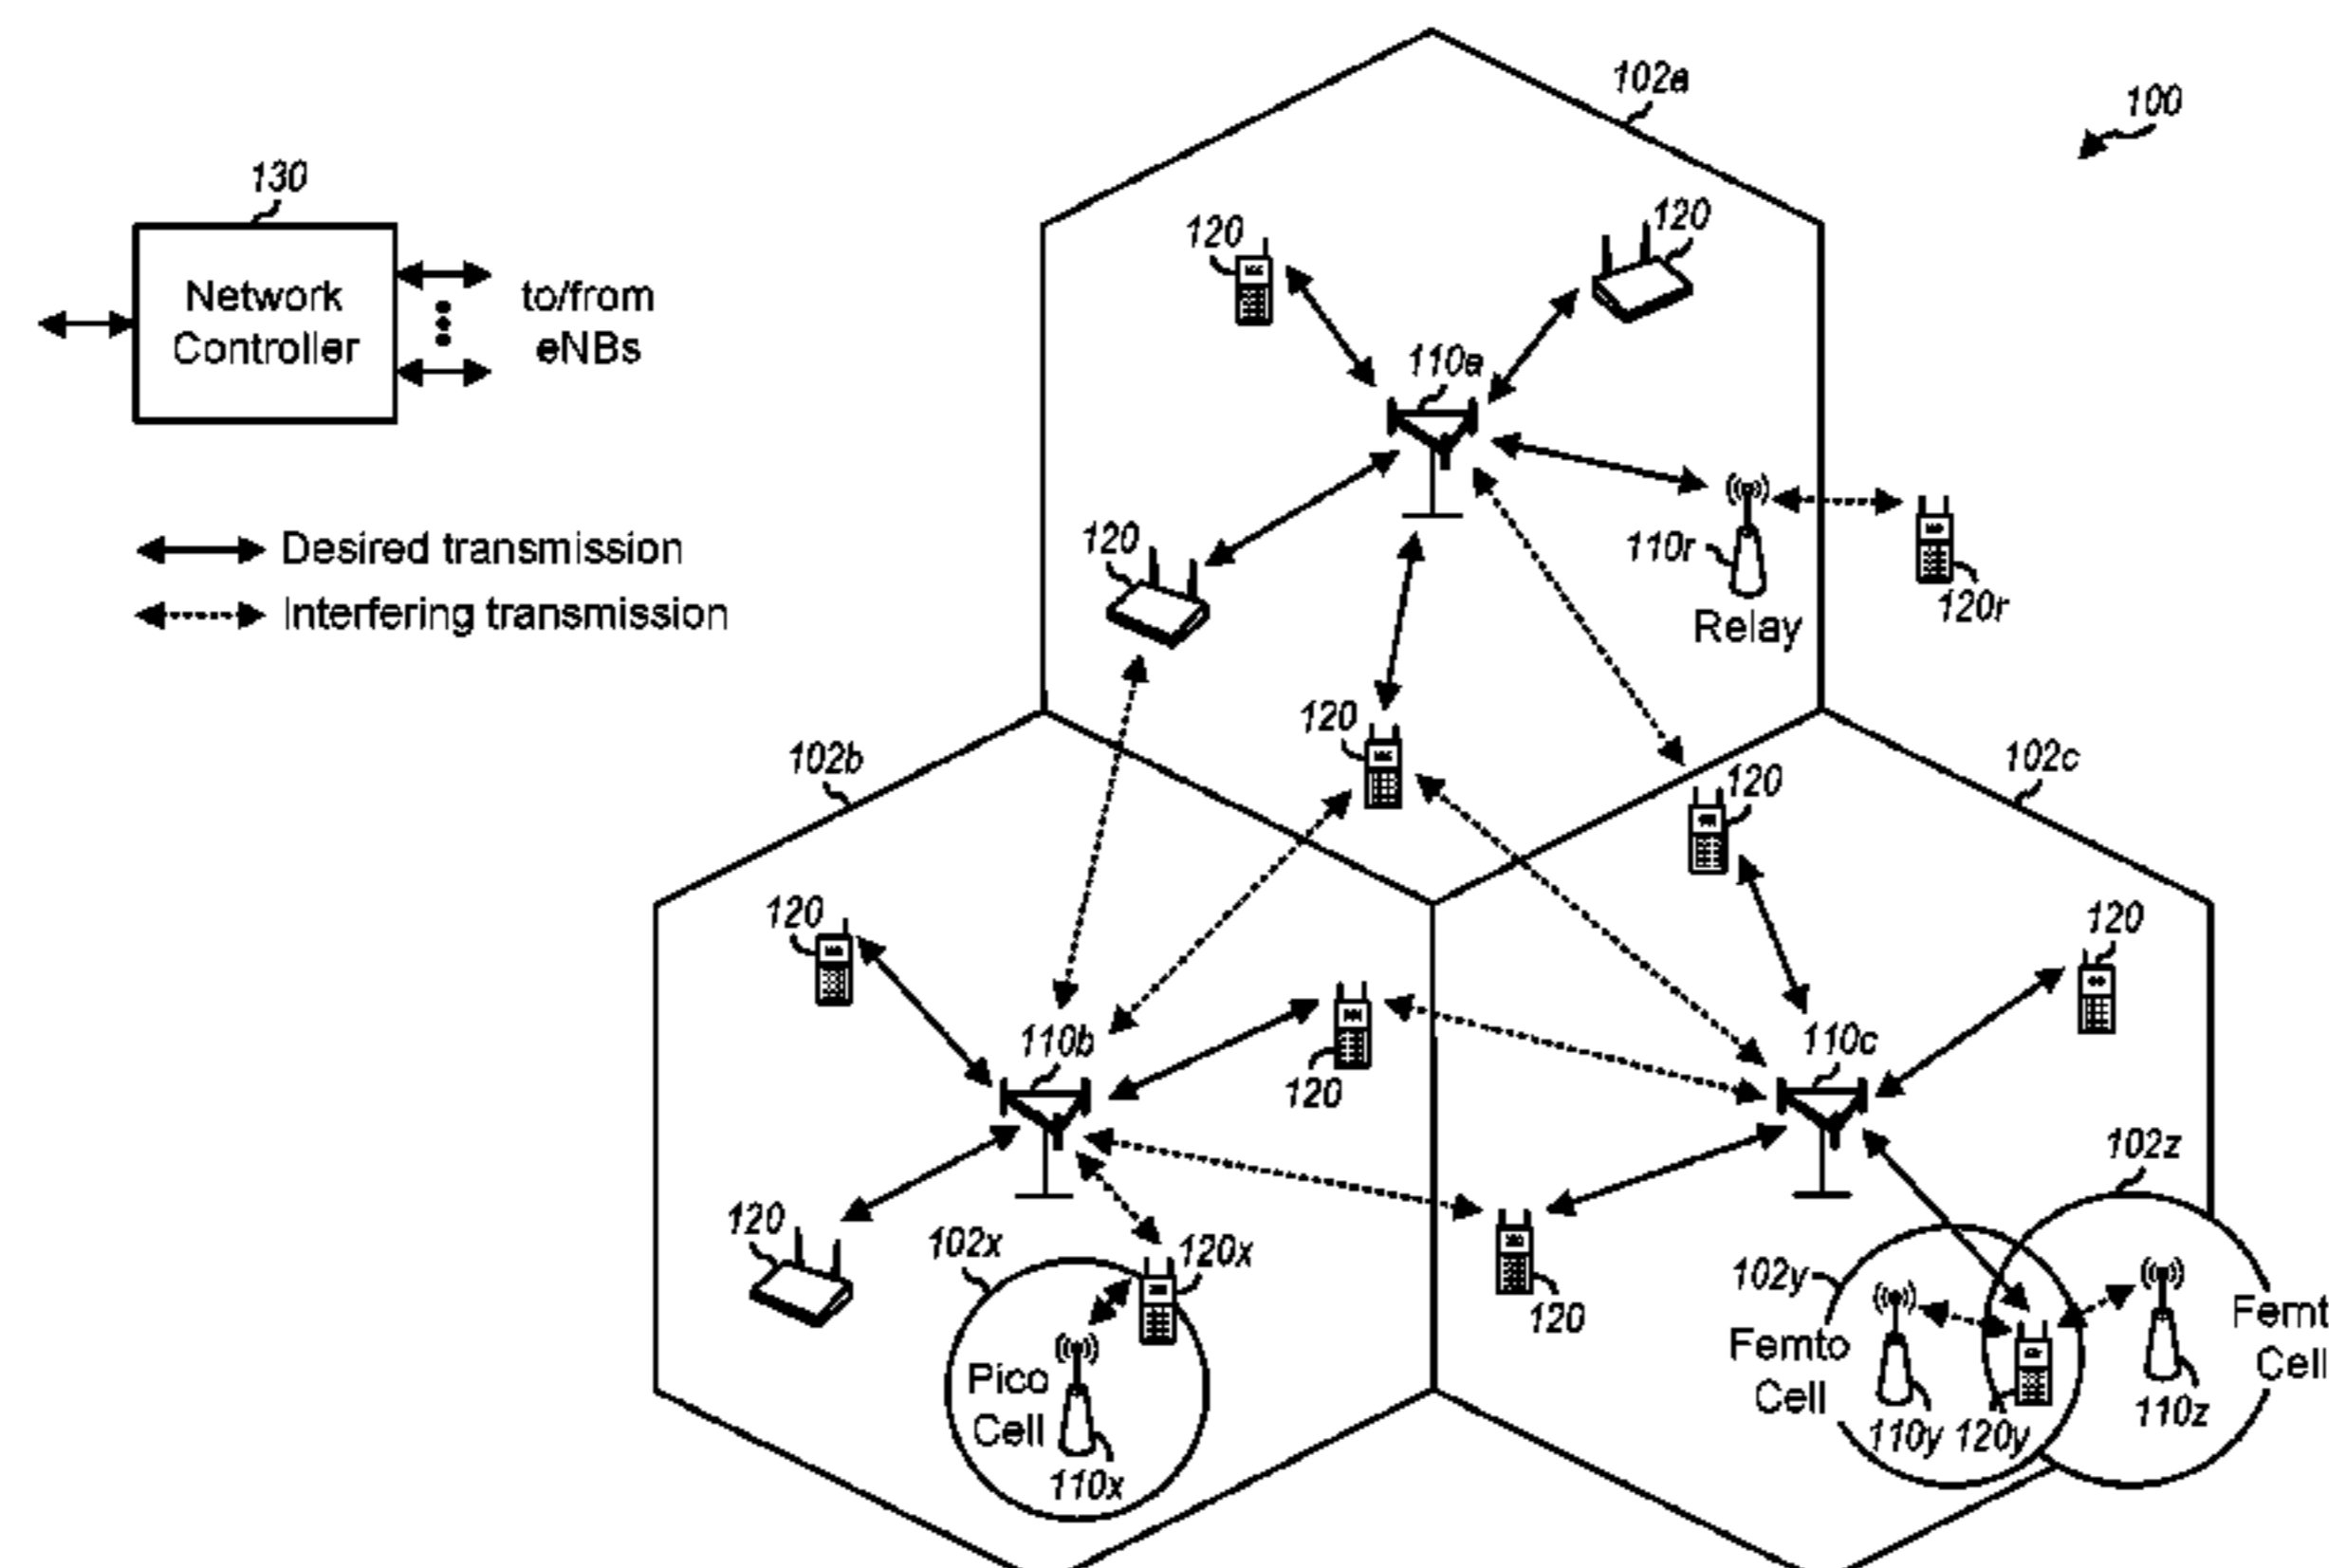 102a
100
130
120
120
Network
Controller
to/from
eNBs
110a
Desired transmission
120
110r
Interfering transmission
120r
Relay
120
102b
102c
120
120
120
110b
110c
120
102z
120
102x
120x
102y
120
Femto
Cell
Femt
Cell
Pico
Cell
110y
120y
110z
110x